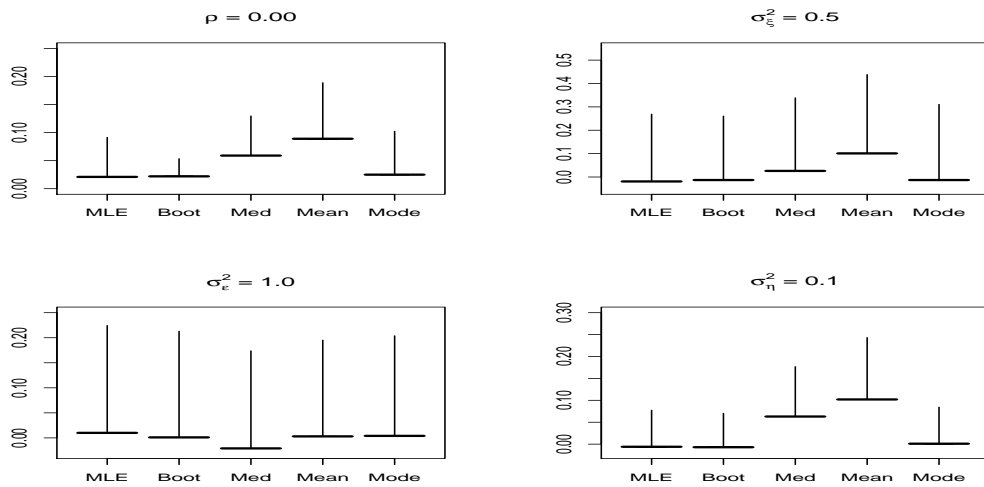 ρ = 0.00
0.20
0.10
0.00
MLE Boot Med Mean Mode
σ²_ξ = 0.5
0.5
0.4
0.3
0.2
0.1
0.0
MLE Boot Med Mean Mode
σ²_ε = 1.0
0.20
0.10
0.00
MLE Boot Med Mean Mode
σ²_η = 0.1
0.30
0.20
0.10
0.00
MLE Boot Med Mean Mode